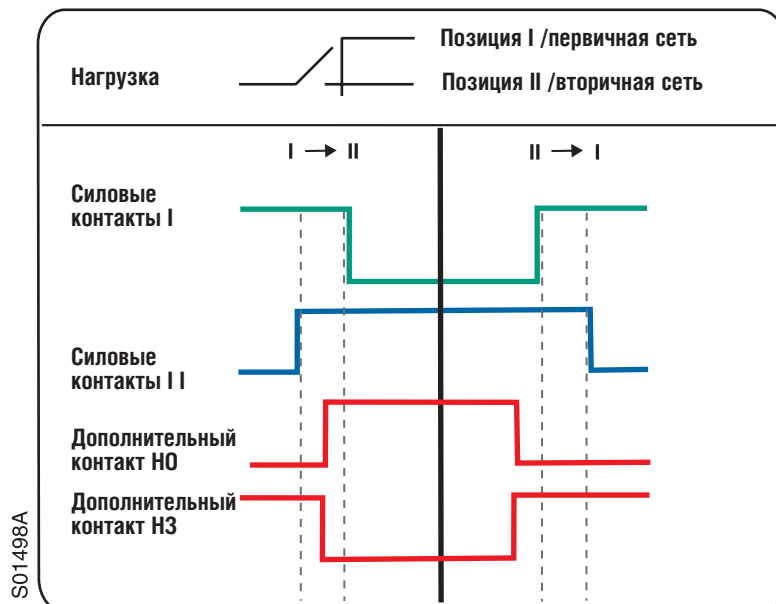 Позиция I /первичная сеть
Нагрузка
Позиция II /вторичная сеть
I → II
II → I
Силовые
контакты I
Силовые
контакты I I
Дополнительный
контакт НО
Дополнительный
контакт НЗ
S01498A